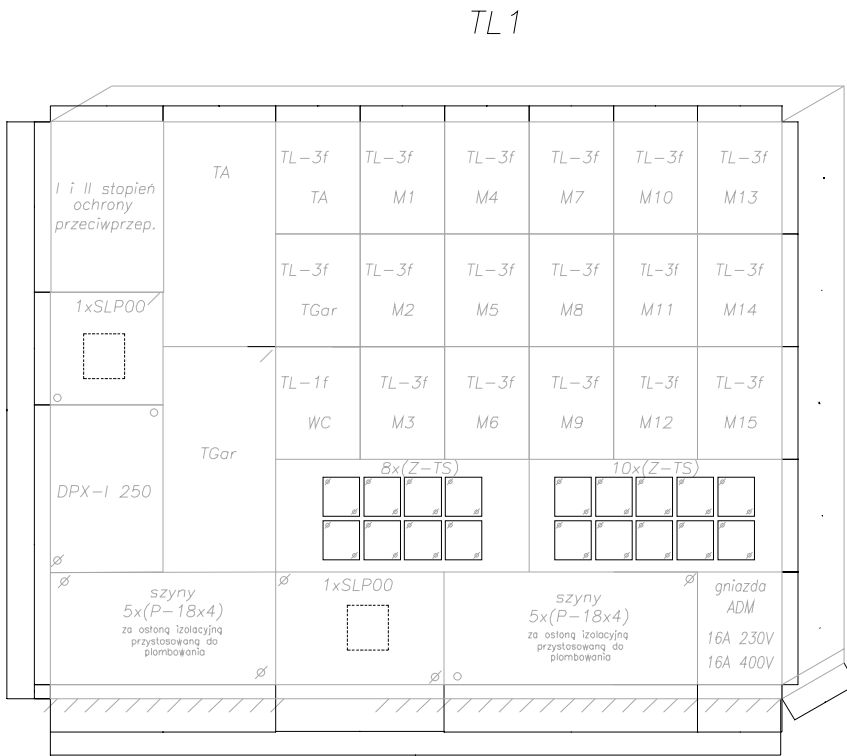 TL1
I i II stopień
ochrony
przeciwprzep.
TA
TL-3f
TA
TL-3f
M1
TL-3f
M4
TL-3f
M7
TL-3f
M10
TL-3f
M13
1xSLP00
TL-3f
TGar
TL-3f
M2
TL-3f
M5
TL-3f
M8
TL-3f
M11
TL-3f
M14
DPX-I 250
TGar
TL-1f
WC
TL-3f
M3
TL-3f
M6
TL-3f
M9
TL-3f
M12
TL-3f
M15
8x(Z-TS)
10x(Z-TS)
szyny
5x(P-18x4)
za osłoną izolacyjną
przystosowaną do
plombowania
1xSLP00
szyny
5x(P-18x4)
za osłoną izolacyjną
przystosowaną do
plombowania
gniazda
ADM
16A 230V
16A 400V